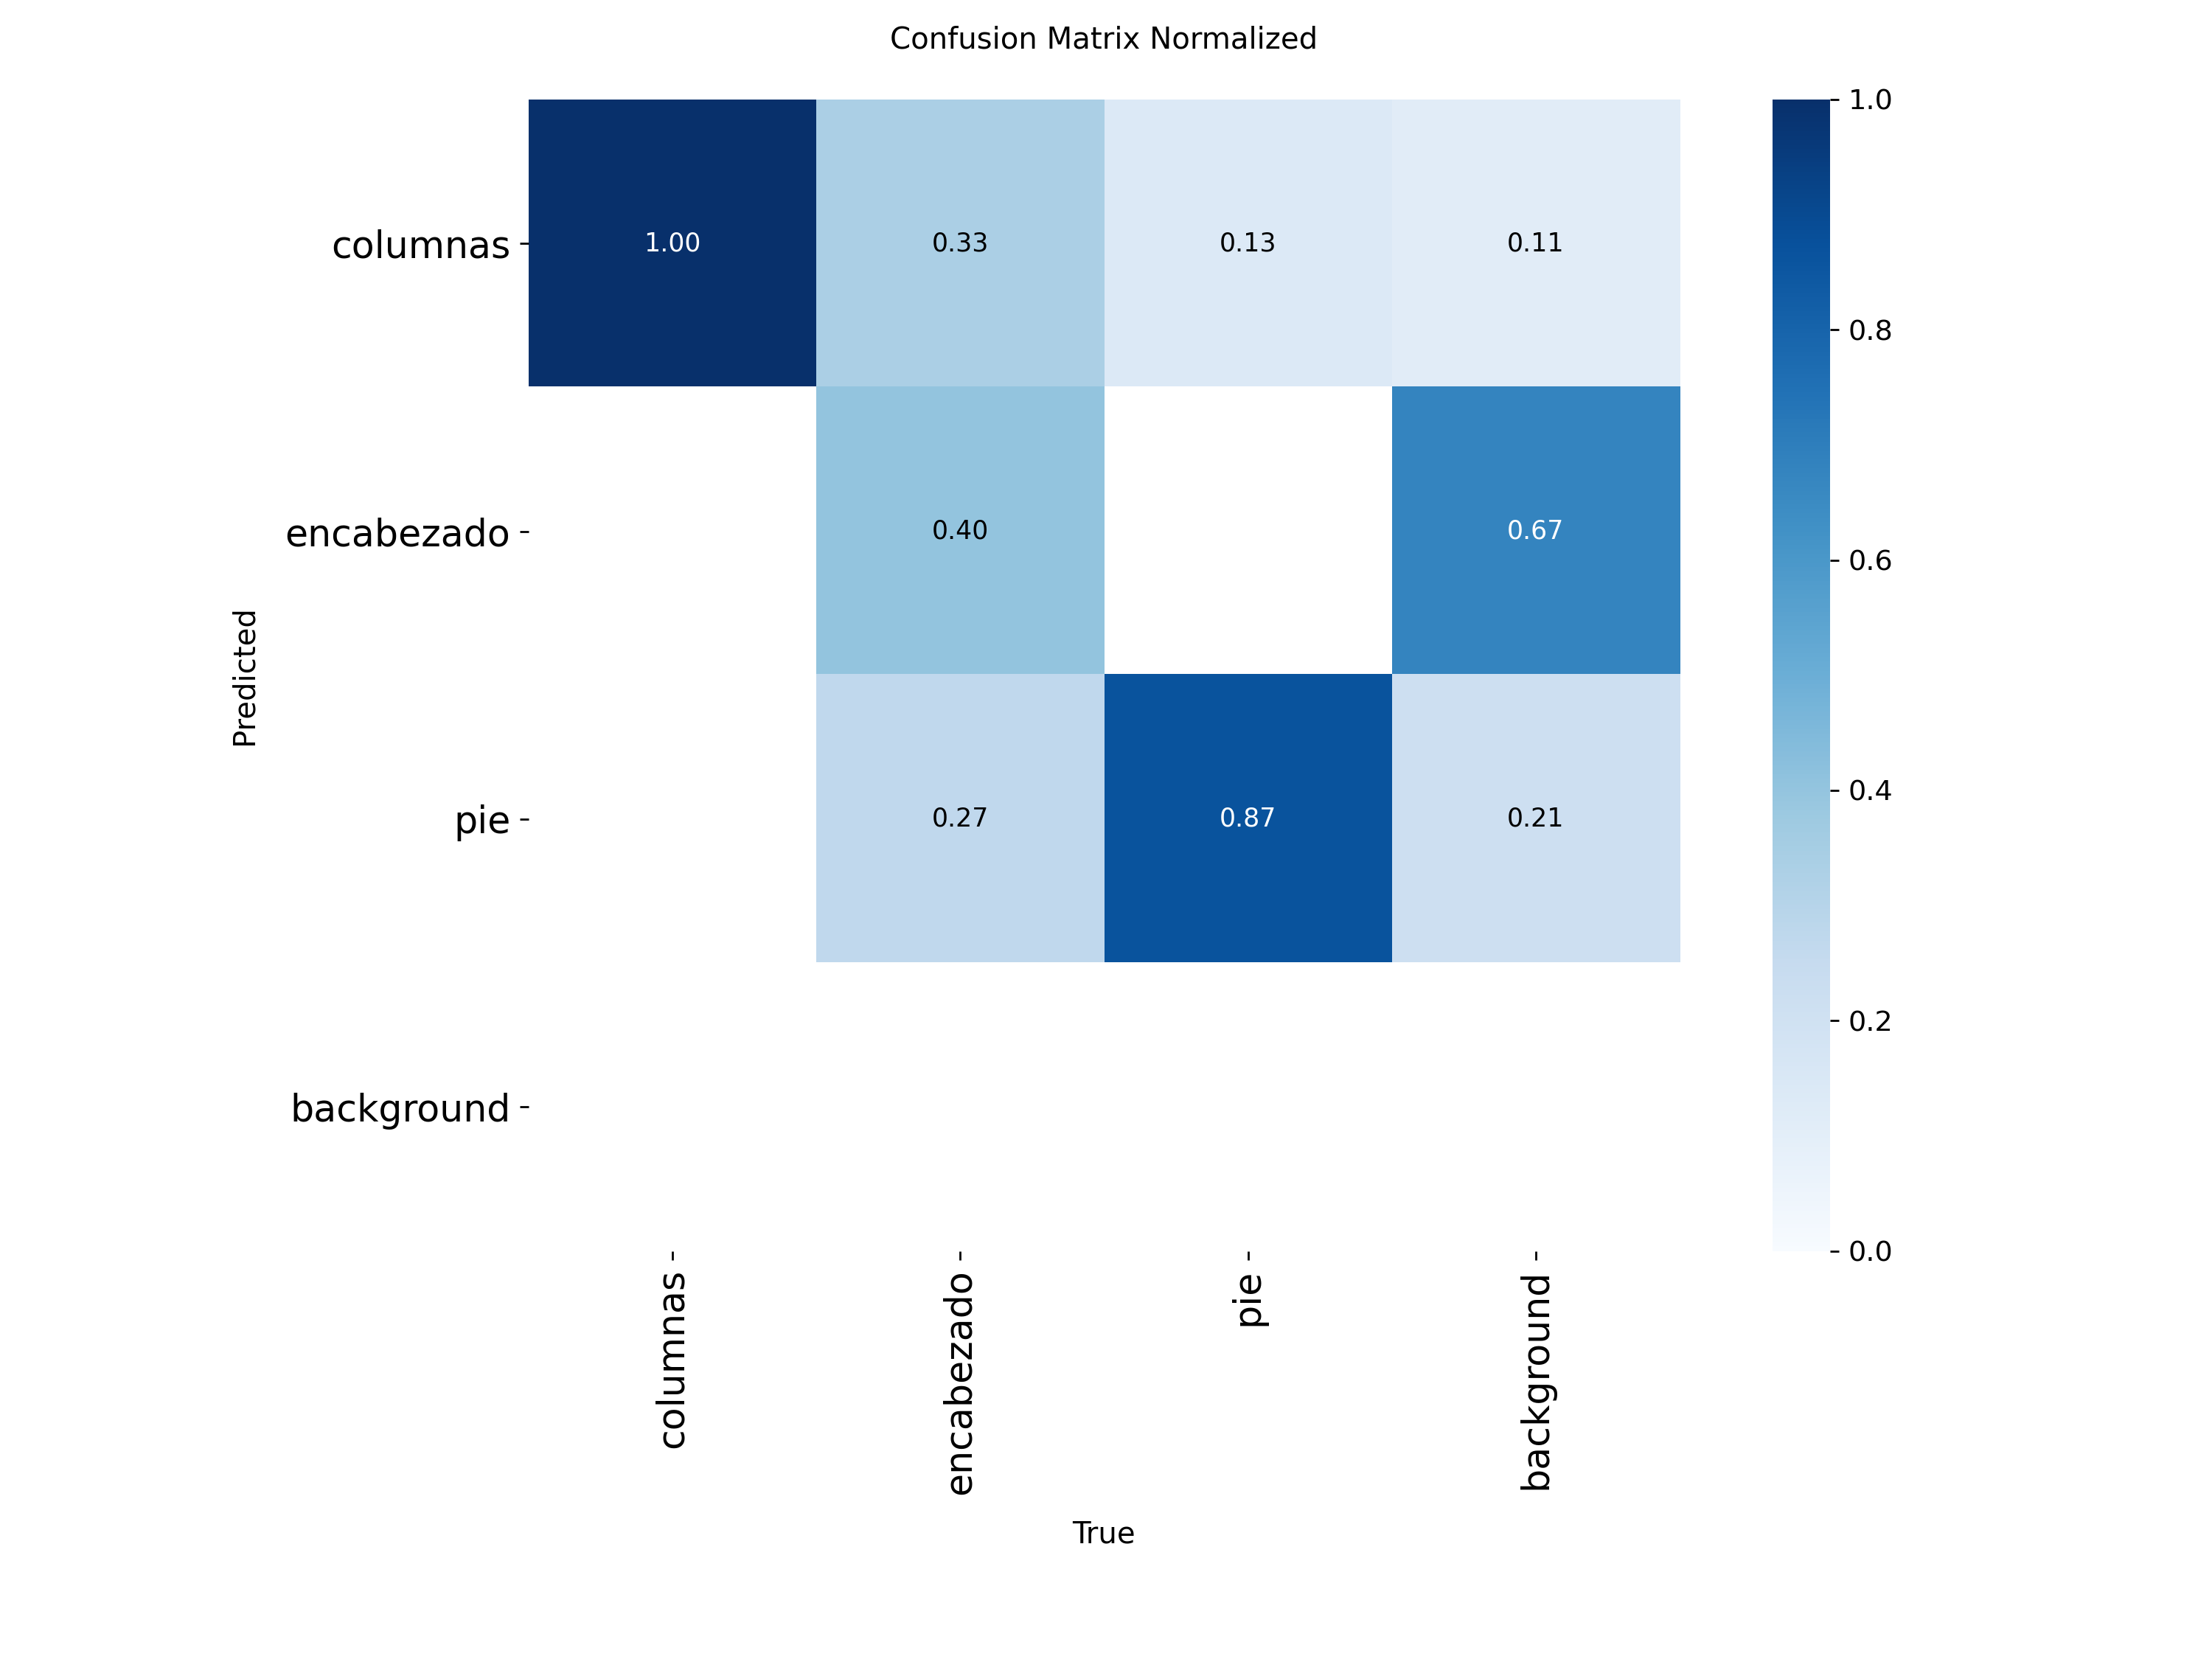 Confusion Matrix Normalized
columnas
1.00 0.33 0.13 0.11
encabezado
0.40 0.67
pie
0.27 0.87 0.21
background
Predicted
columnas
encabezado
pie
background
True
1.0
0.8
0.6
0.4
0.2
0.0